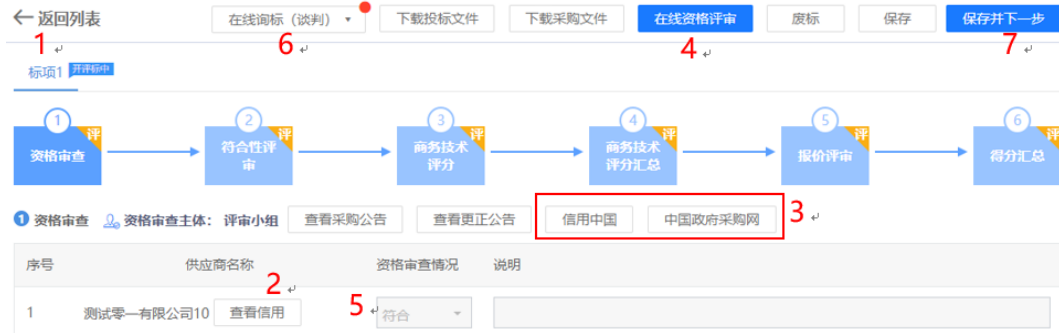 返回列表 在线询标（谈判） 下载投标文件 下载采购文件 在线资格评审 废标 保存 保存并下一步
1 6 4 7
标项1 开评标中
1 2 3 4 5 6
评 评 评 评 评 评
资格审查 符合性评审 商务技术评分 商务技术评分汇总 报价评审 得分汇总
1 资格审查 资格审查主体： 评审小组 查看采购公告 查看更正公告 信用中国 中国政府采购网 3
序号 供应商名称 资格审查情况 说明
2
1 测试零一有限公司10 查看信用 5 符合